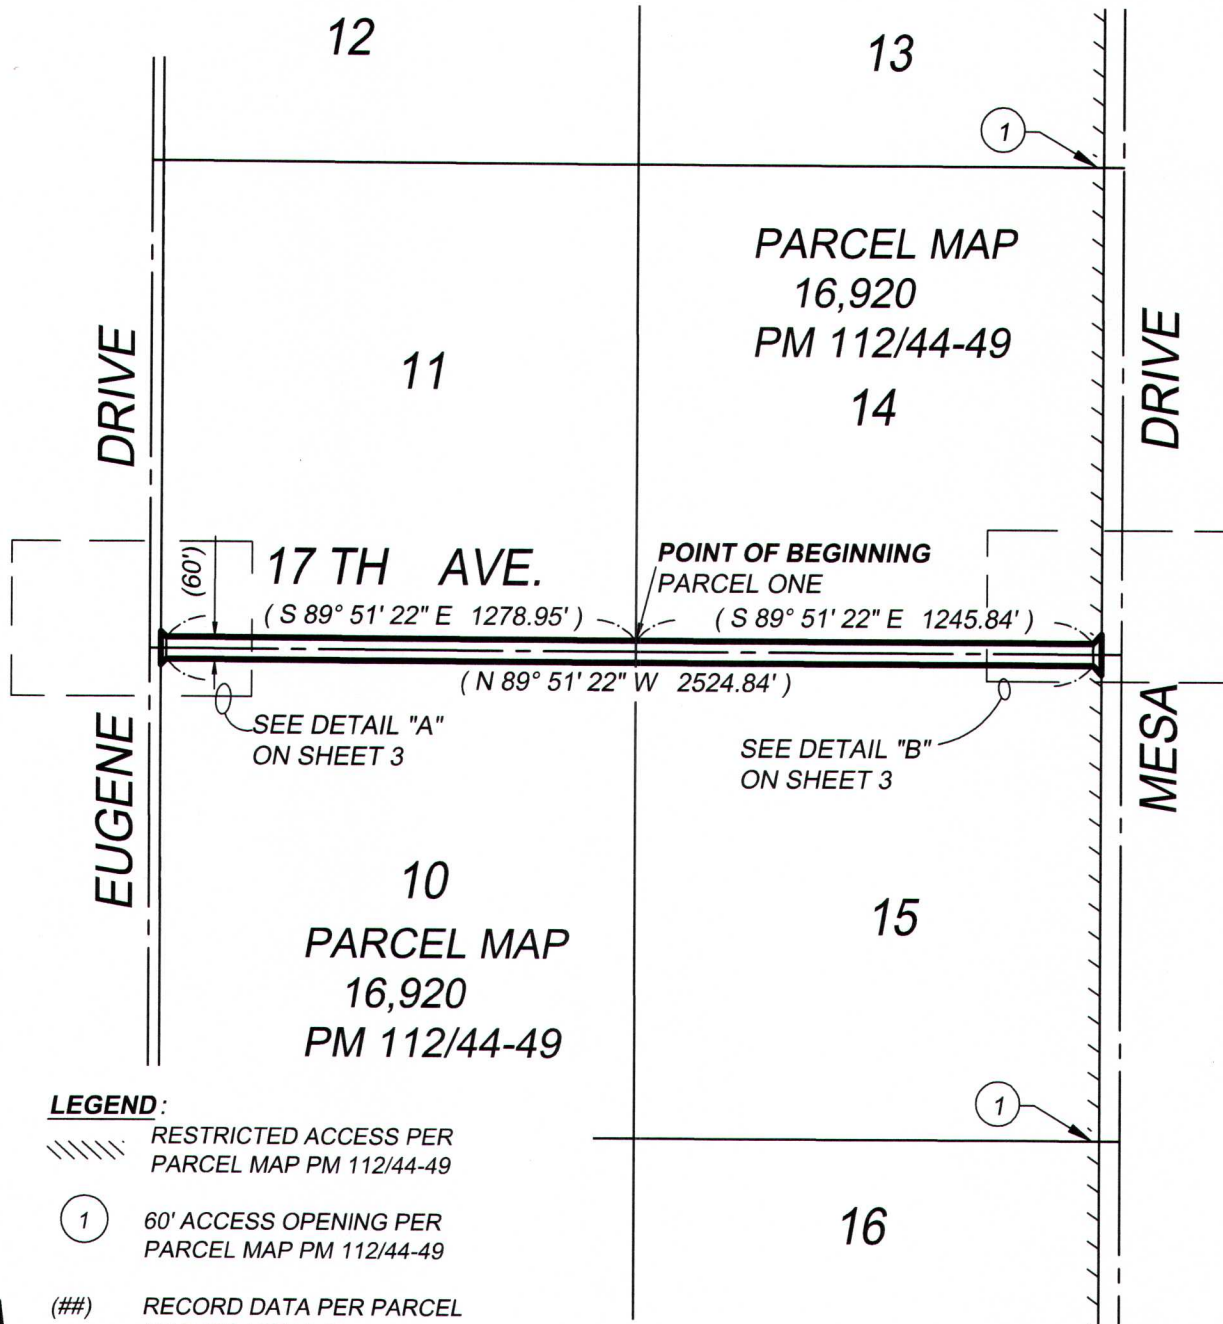 12
13
1
PARCEL MAP
16,920
PM 112/44-49
11
14
DRIVE
DRIVE
(60')
17 TH AVE.
POINT OF BEGINNING
PARCEL ONE
( S 89° 51' 22" E 1278.95' )
( S 89° 51' 22" E 1245.84' )
( N 89° 51' 22" W 2524.84' )
SEE DETAIL "A"
ON SHEET 3
SEE DETAIL "B"
ON SHEET 3
EUGENE
MESA
10
15
PARCEL MAP
16,920
PM 112/44-49
LEGEND:
RESTRICTED ACCESS PER
PARCEL MAP PM 112/44-49
1
1
60' ACCESS OPENING PER
PARCEL MAP PM 112/44-49
16
(##) RECORD DATA PER PARCEL